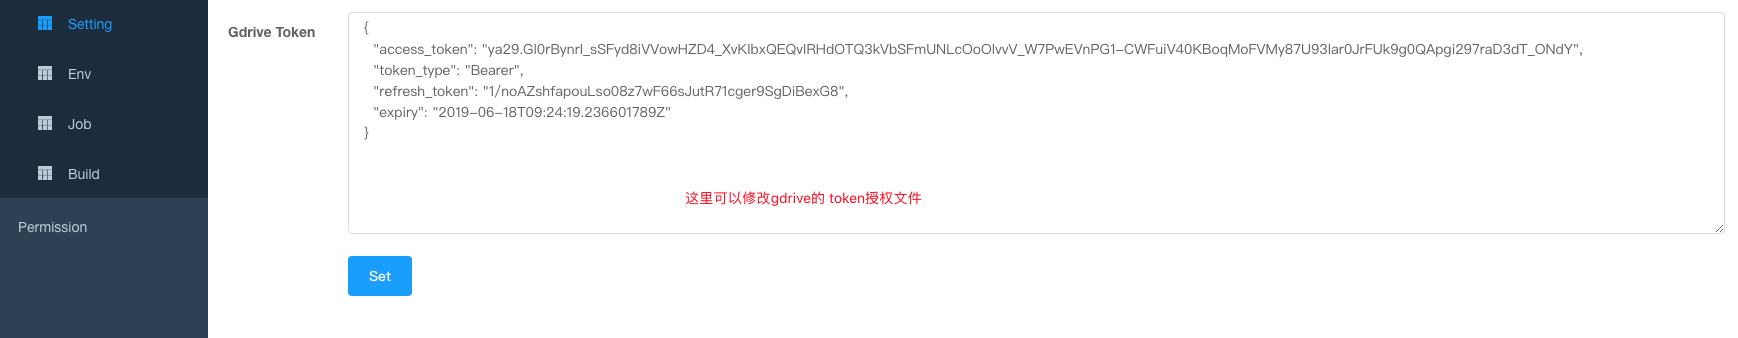 Setting
Env
Job
Build
Permission
Gdrive Token
{
"access_token": "ya29.Gl0rBynrl_sSFyd8iVVowHZD4_XvKlbxQEQvlRHdOTQ3kVbSFmUNLcOoOlvvV_W7PwEVnPG1-CWFuiV40KBoqMoFVMy87U93lar0JrFUk9g0QApgi297raD3dT_ONdY",
"token_type": "Bearer",
"refresh_token": "1/noAZshfapouLso08z7wF66sJutR71cger9SgDiBexG8",
"expiry": "2019-06-18T09:24:19.236601789Z"
}
这里可以修改gdrive的 token授权文件
Set